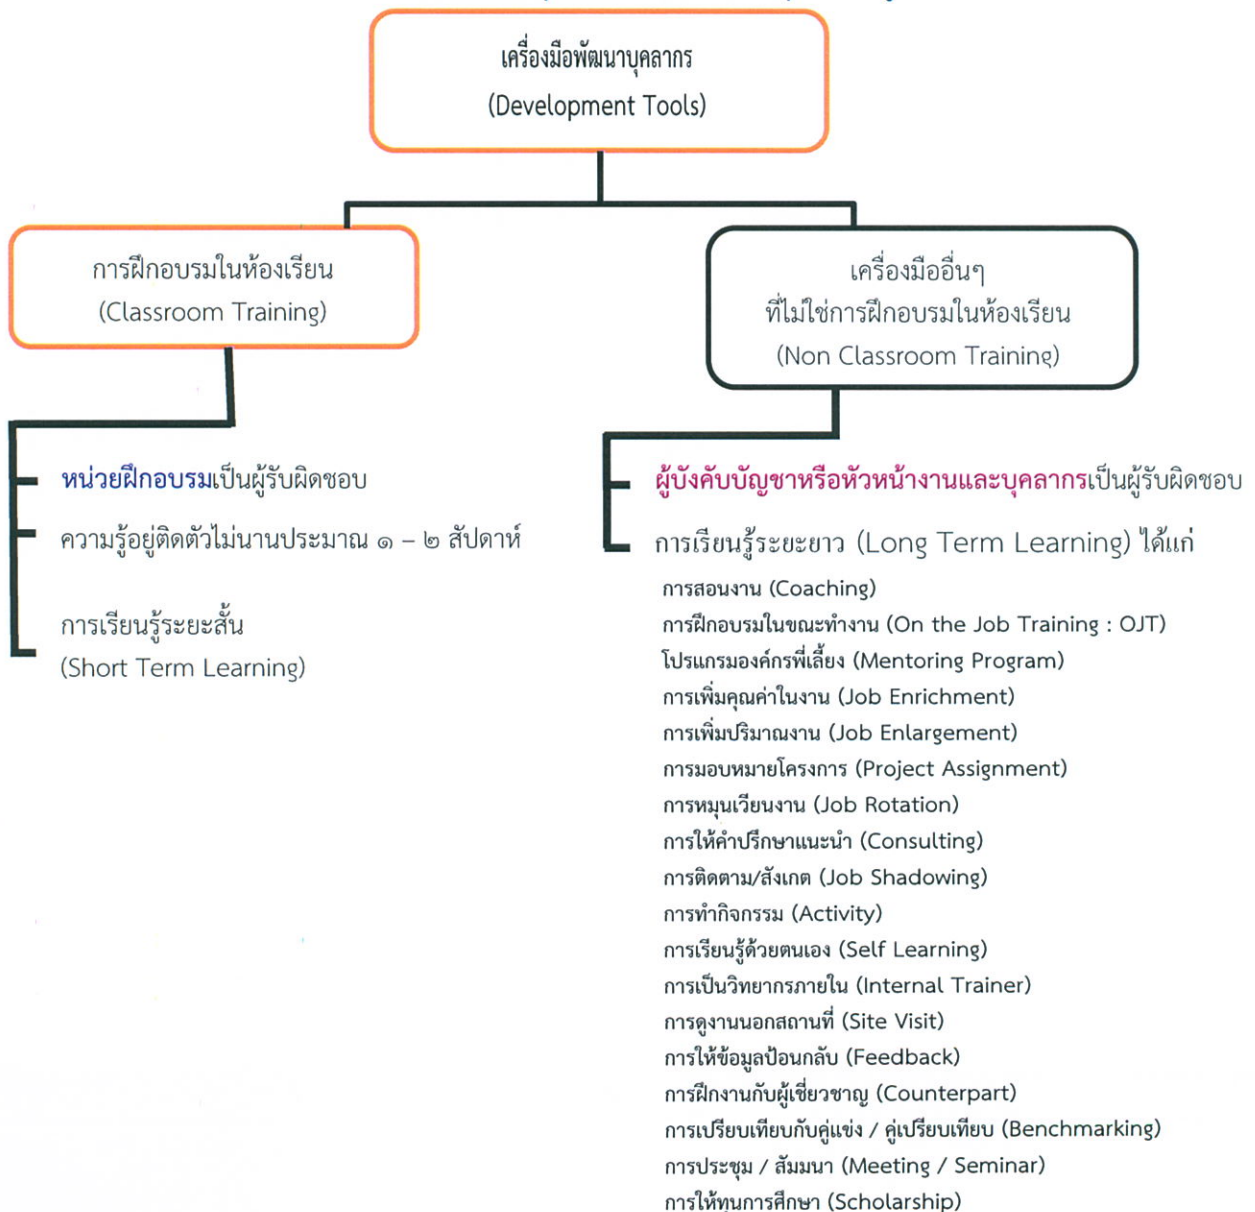 เครื่องมือพัฒนาบุคลากร
(Development Tools)
การฝึกอบรมในห้องเรียน
(Classroom Training)
เครื่องมืออื่นๆ
ที่ไม่ใช่การฝึกอบรมในห้องเรียน
(Non Classroom Training)
หน่วยฝึกอบรมเป็นผู้รับผิดชอบ
ความรู้อยู่ติดตัวไม่นานประมาณ ๑ – ๒ สัปดาห์
การเรียนรู้ระยะสั้น
(Short Term Learning)
ผู้บังคับบัญชาหรือหัวหน้างานและบุคลากรเป็นผู้รับผิดชอบ
การเรียนรู้ระยะยาว (Long Term Learning) ได้แก่
การสอนงาน (Coaching)
การฝึกอบรมในขณะทำงาน (On the Job Training : OJT)
โปรแกรมองค์กรพี่เลี้ยง (Mentoring Program)
การเพิ่มคุณค่าในงาน (Job Enrichment)
การเพิ่มปริมาณงาน (Job Enlargement)
การมอบหมายโครงการ (Project Assignment)
การหมุนเวียนงาน (Job Rotation)
การให้คำปรึกษาแนะนำ (Consulting)
การติดตาม/สังเกต (Job Shadowing)
การทำกิจกรรม (Activity)
การเรียนรู้ด้วยตนเอง (Self Learning)
การเป็นวิทยากรภายใน (Internal Trainer)
การดูงานนอกสถานที่ (Site Visit)
การให้ข้อมูลป้อนกลับ (Feedback)
การฝึกงานกับผู้เชี่ยวชาญ (Counterpart)
การเปรียบเทียบกับคู่แข่ง / คู่เปรียบเทียบ (Benchmarking)
การประชุม / สัมมนา (Meeting / Seminar)
การให้ทุนการศึกษา (Scholarship)